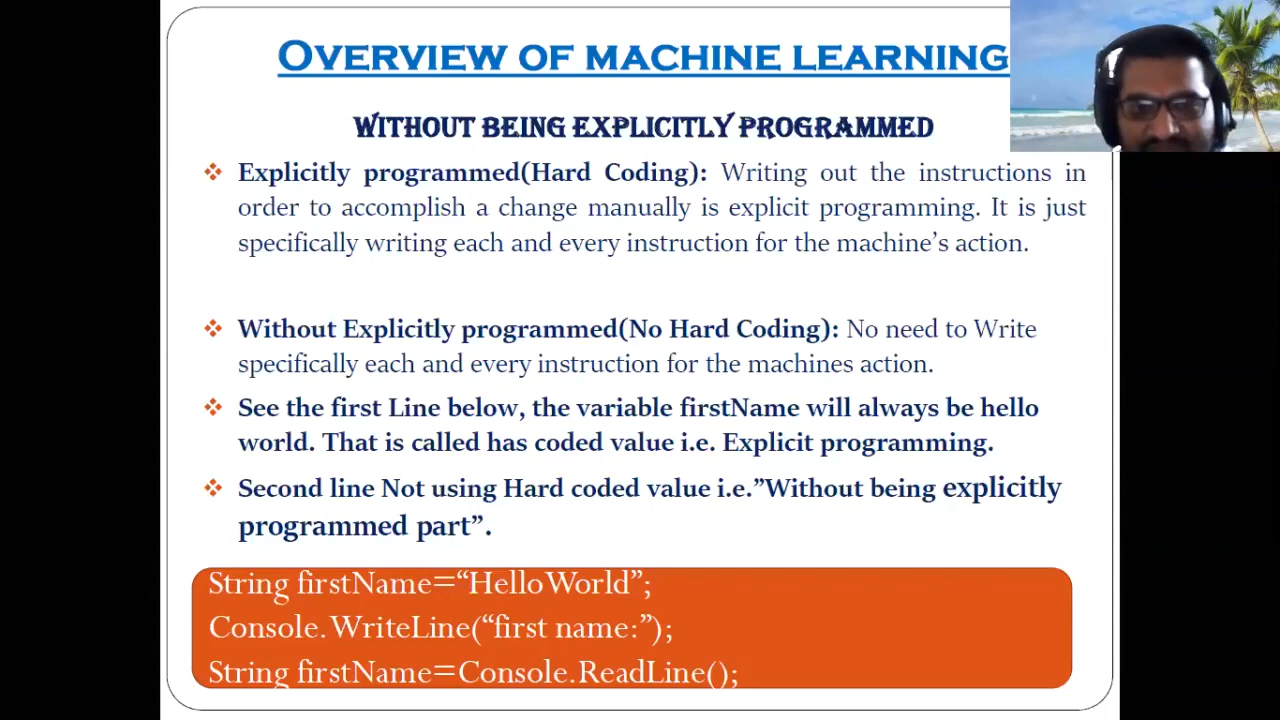 OVERVIEW OF MACHINE LEARNING
WITHOUT BEING EXPLICITLY PROGRAMMED
Explicitly programmed(Hard Coding): Writing out the instructions in
order to accomplish a change manually is explicit programming. It is just
specifically writing each and every instruction for the machine’s action.
Without Explicitly programmed(No Hard Coding): No need to Write
specifically each and every instruction for the machines action.
See the first Line below, the variable firstName will always be hello
world. That is called has coded value i.e. Explicit programming.
Second line Not using Hard coded value i.e.”Without being explicitly
programmed part”.
String firstName=“HelloWorld”;
Console.WriteLine(“first name:”);
String firstName=Console.ReadLine();